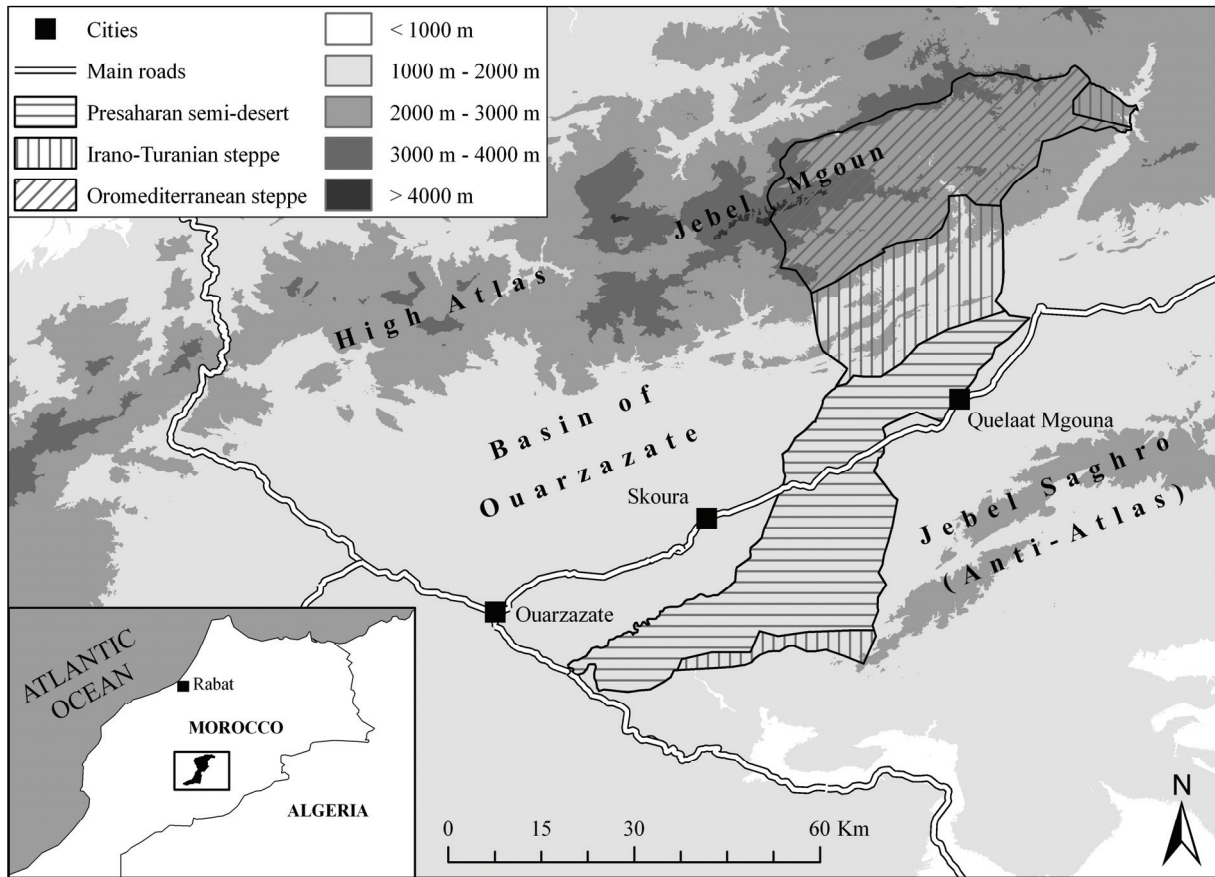 Cities
Main roads
Presaharan semi-desert
Irano-Turanian steppe
Oromediterranean steppe
< 1000 m
1000 m - 2000 m
2000 m - 3000 m
3000 m - 4000 m
> 4000 m
Jebel Mgoun
High Atlas
Basin of
Ouarzazate
Quelaat Mgouna
Skoura
Jebel Saghro
(Anti-Atlas)
Ouarzazate
ATLANTIC
OCEAN
Rabat
MOROCCO
ALGERIA
N
0 15 30 60 Km